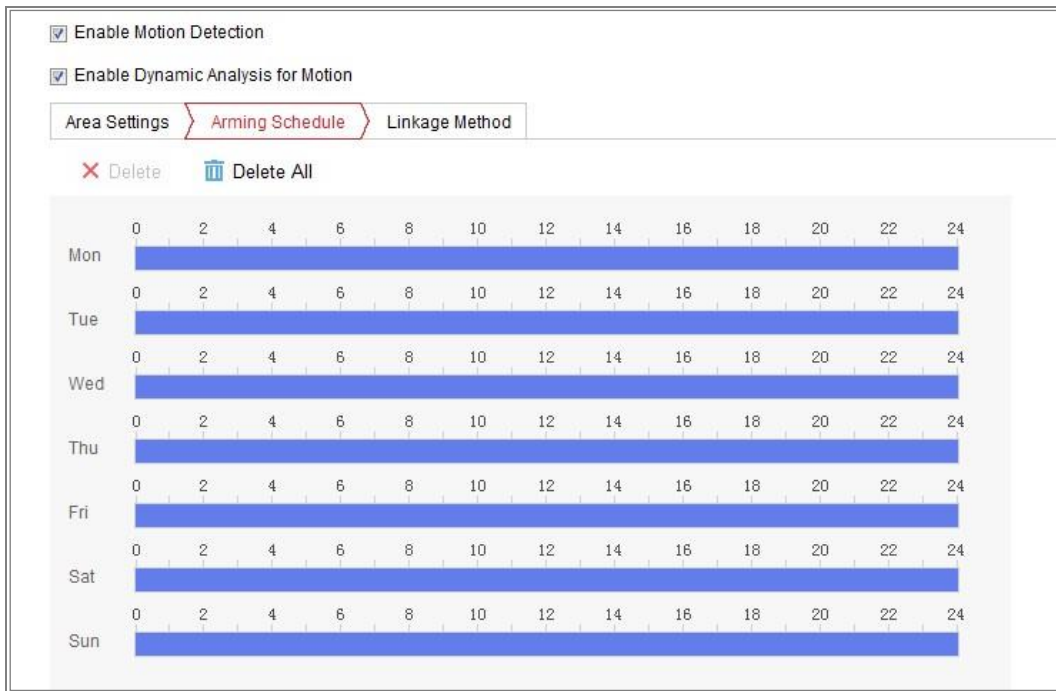 Enable Motion Detection
Enable Dynamic Analysis for Motion
Area Settings Arming Schedule Linkage Method
Delete Delete All
0 2 4 6 8 10 12 14 16 18 20 22 24
Mon
0 2 4 6 8 10 12 14 16 18 20 22 24
Tue
0 2 4 6 8 10 12 14 16 18 20 22 24
Wed
0 2 4 6 8 10 12 14 16 18 20 22 24
Thu
0 2 4 6 8 10 12 14 16 18 20 22 24
Fri
0 2 4 6 8 10 12 14 16 18 20 22 24
Sat
0 2 4 6 8 10 12 14 16 18 20 22 24
Sun